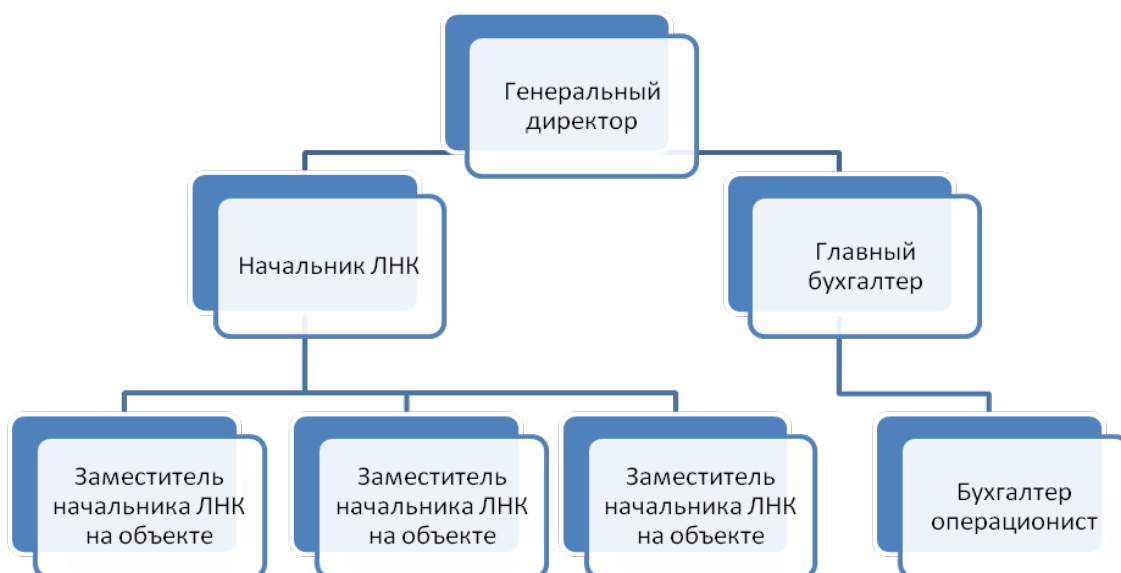 Генеральный
директор
Начальник ЛНК
Главный
бухгалтер
Заместитель
начальника ЛНК
на объекте
Заместитель
начальника ЛНК
на объекте
Заместитель
начальника ЛНК
на объекте
Бухгалтер
операционист